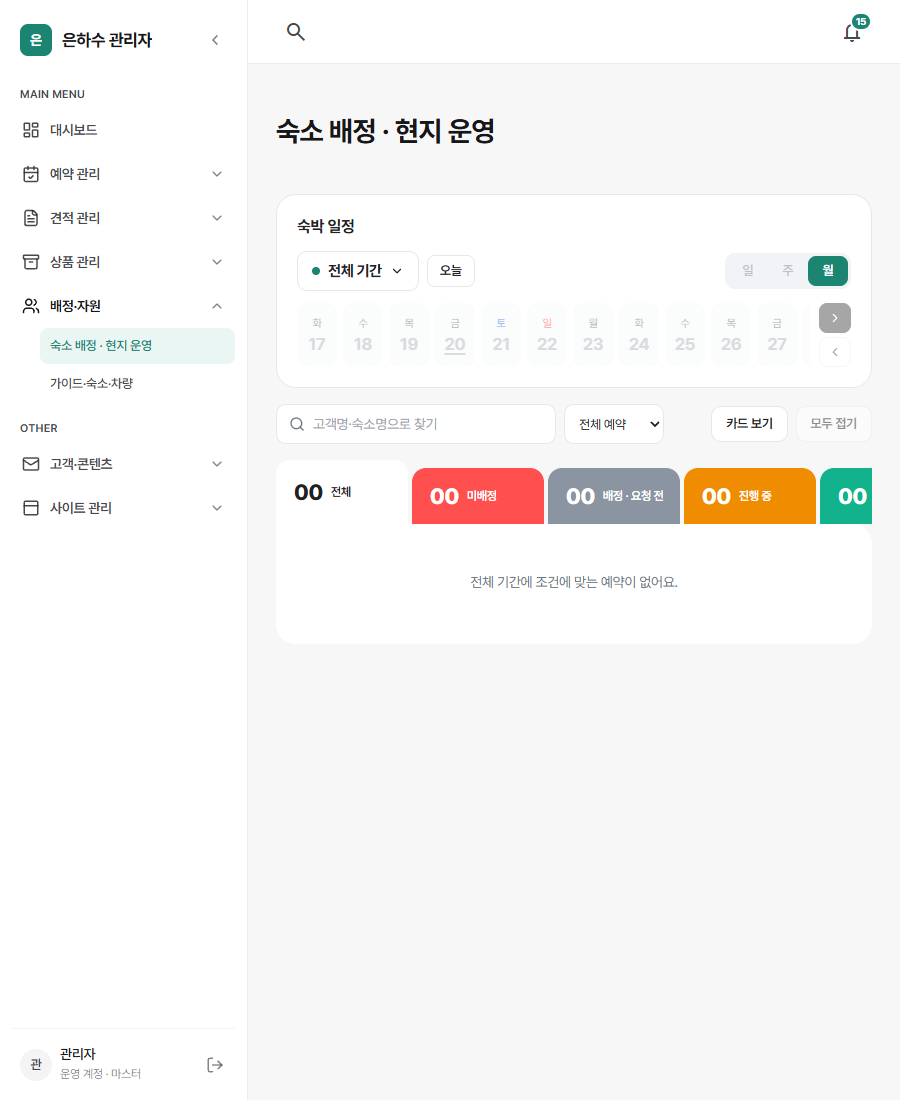 은 은하수 관리자
15
MAIN MENU
대시보드
예약 관리
견적 관리
상품 관리
배정·자원
숙소 배정 · 현지 운영
가이드·숙소·차량
OTHER
고객·콘텐츠
사이트 관리
관 관리자
운영 계정 · 마스터
숙소 배정 · 현지 운영
숙박 일정
전체 기간 오늘 일 주 월
화 수 목 금 토 일 월 화 수 목 금
17 18 19 20 21 22 23 24 25 26 27
고객명·숙소명으로 찾기 전체 예약 카드 보기 모두 접기
00 전체 00 미배정 00 배정 · 요청 전 00 진행 중 00
전체 기간에 조건에 맞는 예약이 없어요.